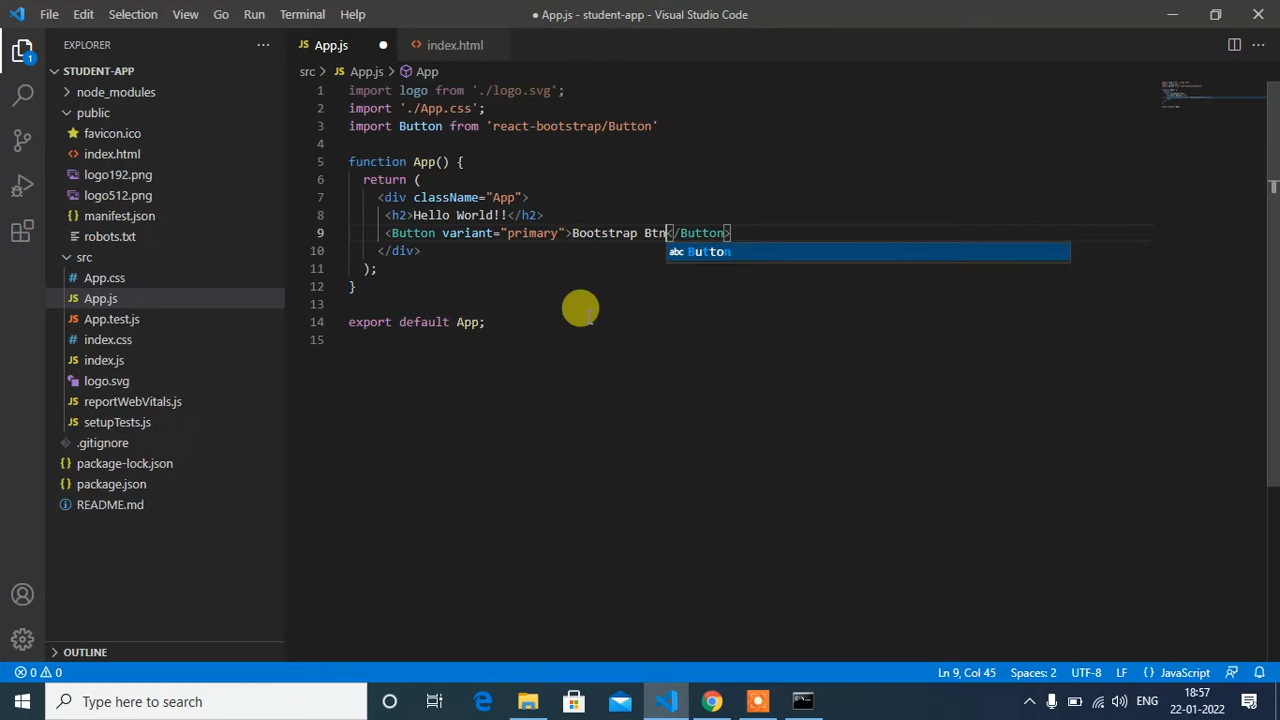 File Edit Selection View Go Run Terminal Help
● App.js - student-app - Visual Studio Code
EXPLORER
JS App.js ●
index.html
1
STUDENT-APP
src > JS App.js > App
node_modules
public
favicon.ico
index.html
logo192.png
logo512.png
manifest.json
robots.txt
src
# App.css
JS App.js
JS App.test.js
# index.css
JS index.js
logo.svg
JS reportWebVitals.js
JS setupTests.js
.gitignore
{} package-lock.json
{} package.json
README.md
OUTLINE
1 import logo from './logo.svg';
2 import './App.css';
3 import Button from 'react-bootstrap/Button'
4
5 function App() {
6 return (
7 <div className="App">
8 <h2>Hello World!!</h2>
9 <Button variant="primary">Bootstrap Btn</Button>
abc Button
10 </div>
11 );
12 }
13
14 export default App;
15
0 0
Ln 9, Col 45 Spaces: 2 UTF-8 LF {} JavaScript
Type here to search
ENG
18:57
22-01-2022